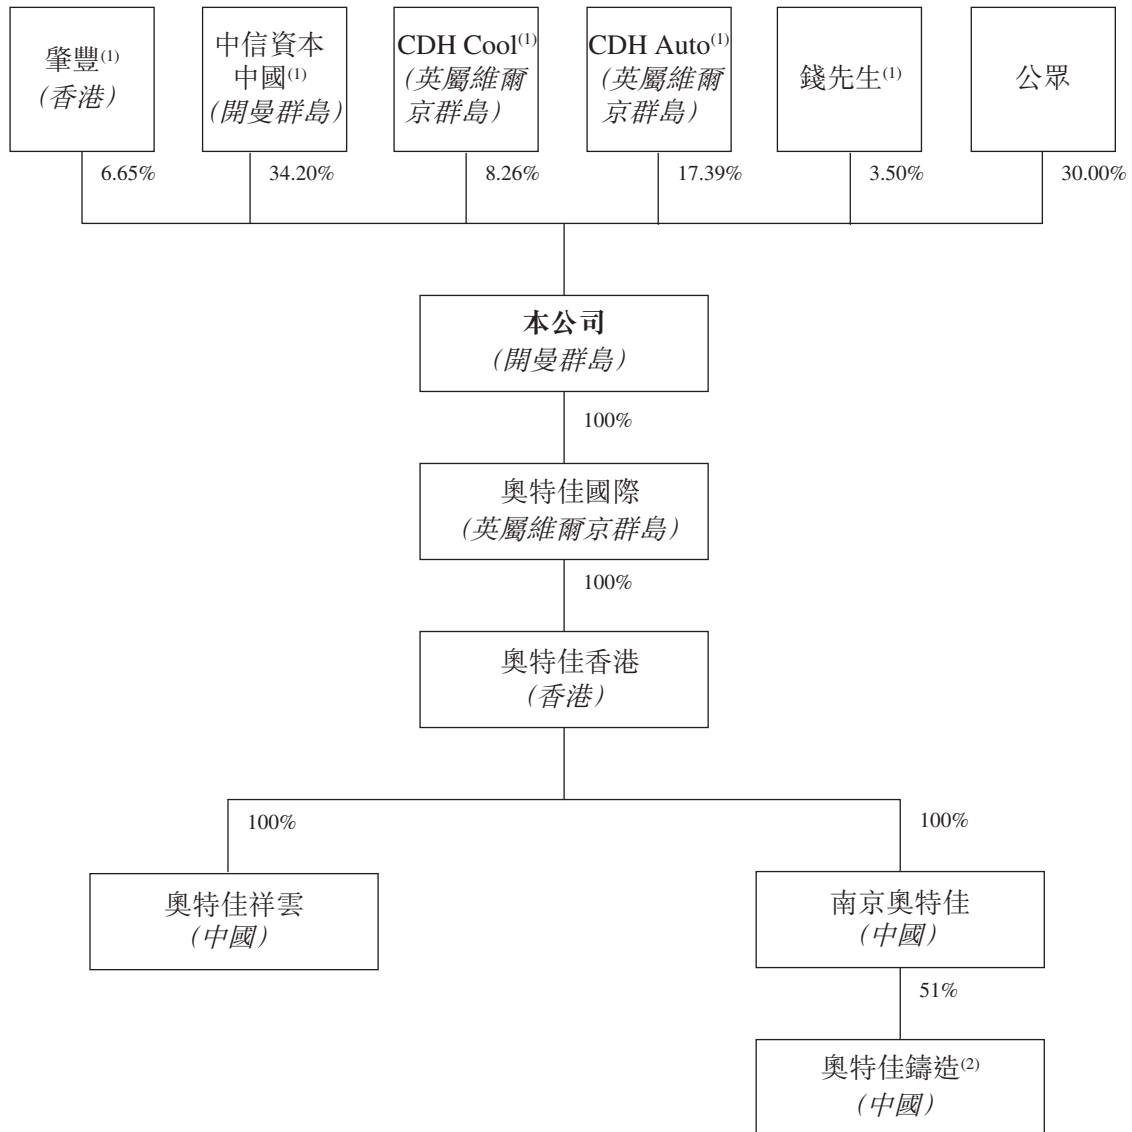 肇豐(1)
(香港)
中信資本
中國(1)
(開曼群島)
CDH Cool(1)
(英屬維爾
京群島)
CDH Auto(1)
(英屬維爾
京群島)
錢先生(1)
公眾
6.65%
34.20%
8.26%
17.39%
3.50%
30.00%
本公司
(開曼群島)
100%
奧特佳國際
(英屬維爾京群島)
100%
奧特佳香港
(香港)
100%
100%
奧特佳祥雲
(中國)
南京奧特佳
(中國)
51%
奧特佳鑄造(2)
(中國)